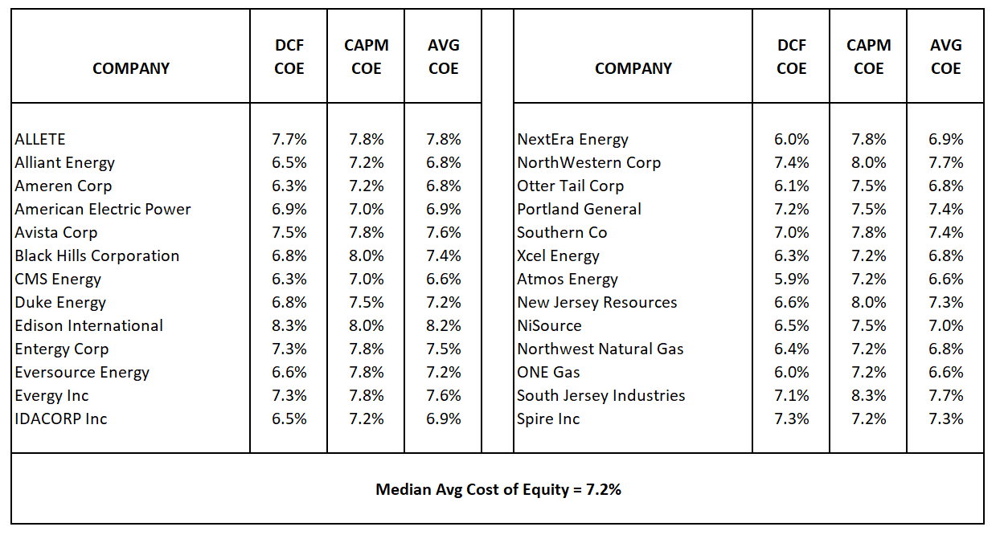 COMPANY DCF COE CAPM COE AVG COE COMPANY DCF COE CAPM COE AVG COE
ALLETE 7.7% 7.8% 7.8% NextEra Energy 6.0% 7.8% 6.9%
Alliant Energy 6.5% 7.2% 6.8% NorthWestern Corp 7.4% 8.0% 7.7%
Ameren Corp 6.3% 7.2% 6.8% Otter Tail Corp 6.1% 7.5% 6.8%
American Electric Power 6.9% 7.0% 6.9% Portland General 7.2% 7.5% 7.4%
Avista Corp 7.5% 7.8% 7.6% Southern Co 7.0% 7.8% 7.4%
Black Hills Corporation 6.8% 8.0% 7.4% Xcel Energy 6.3% 7.2% 6.8%
CMS Energy 6.3% 7.0% 6.6% Atmos Energy 5.9% 7.2% 6.6%
Duke Energy 6.8% 7.5% 7.2% New Jersey Resources 6.6% 8.0% 7.3%
Edison International 8.3% 8.0% 8.2% NiSource 6.5% 7.5% 7.0%
Entergy Corp 7.3% 7.8% 7.5% Northwest Natural Gas 6.4% 7.2% 6.8%
Eversource Energy 6.6% 7.8% 7.2% ONE Gas 6.0% 7.2% 6.6%
Evergy Inc 7.3% 7.8% 7.6% South Jersey Industries 7.1% 8.3% 7.7%
IDACORP Inc 6.5% 7.2% 6.9% Spire Inc 7.3% 7.2% 7.3%
Median Avg Cost of Equity = 7.2%